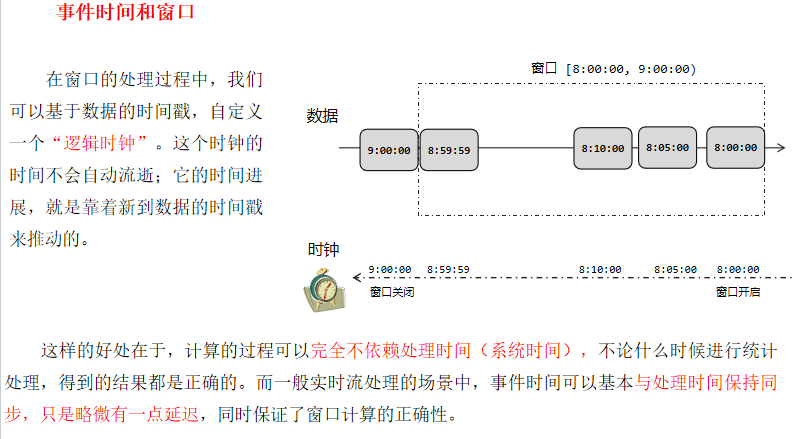 事件时间和窗口
在窗口的处理过程中，我们
可以基于数据的时间戳，自定义
一个“逻辑时钟”。这个时钟的
时间不会自动流逝；它的时间进
展，就是靠着新到数据的时间戳
来推动的。
窗口 [8:00:00, 9:00:00)
数据
9:00:00 8:59:59 8:10:00 8:05:00 8:00:00
时钟
9:00:00 8:59:59 8:10:00 8:05:00 8:00:00
窗口关闭 窗口开启
这样的好处在于，计算的过程可以完全不依赖处理时间（系统时间），不论什么时候进行统计
处理，得到的结果都是正确的。而一般实时流处理的场景中，事件时间可以基本与处理时间保持同
步，只是略微有一点延迟，同时保证了窗口计算的正确性。